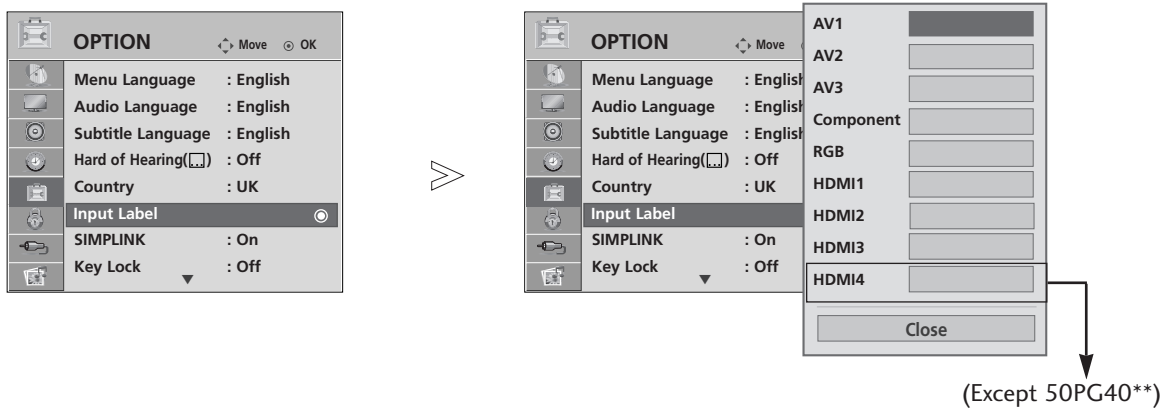 OPTION Move OK
Menu Language : English
Audio Language : English
Subtitle Language : English
Hard of Hearing( ) : Off
Country : UK
Input Label
SIMPLINK : On
Key Lock : Off
OPTION Move
Menu Language : English
Audio Language : English
Subtitle Language : English
Hard of Hearing( ) : Off
Country : UK
Input Label
SIMPLINK : On
Key Lock : Off
AV1
AV2
AV3
Component
RGB
HDMI1
HDMI2
HDMI3
HDMI4
Close
(Except 50PG40**)